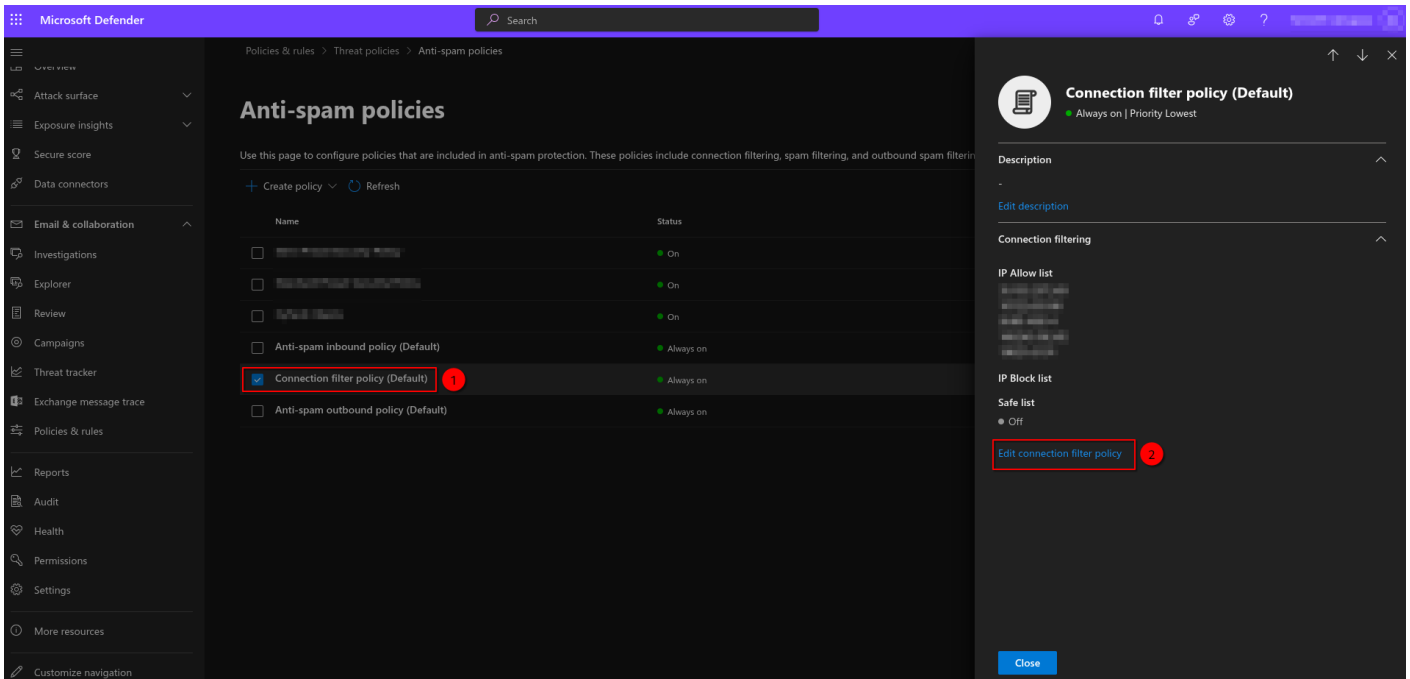 Microsoft Defender
Search
Overview
Attack surface
Exposure insights
Secure score
Data connectors
Email & collaboration
Investigations
Explorer
Review
Campaigns
Threat tracker
Exchange message trace
Policies & rules
Reports
Audit
Health
Permissions
Settings
More resources
Customize navigation
Policies & rules > Threat policies > Anti-spam policies
Anti-spam policies
Use this page to configure policies that are included in anti-spam protection. These policies include connection filtering, spam filtering, and outbound spam filterin
+ Create policy Refresh
Name Status
On
On
On
Anti-spam inbound policy (Default) Always on
Connection filter policy (Default) 1 Always on
Anti-spam outbound policy (Default) Always on
Connection filter policy (Default)
Always on | Priority Lowest
Description
-
Edit description
Connection filtering
IP Allow list
IP Block list
Safe list
Off
Edit connection filter policy 2
Close